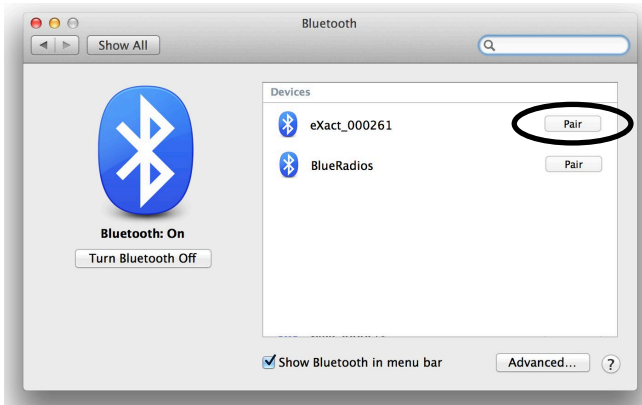 Bluetooth
Show All
Devices
eXact_000261 Pair
BlueRadios Pair
Bluetooth: On
Turn Bluetooth Off
Show Bluetooth in menu bar Advanced... ?